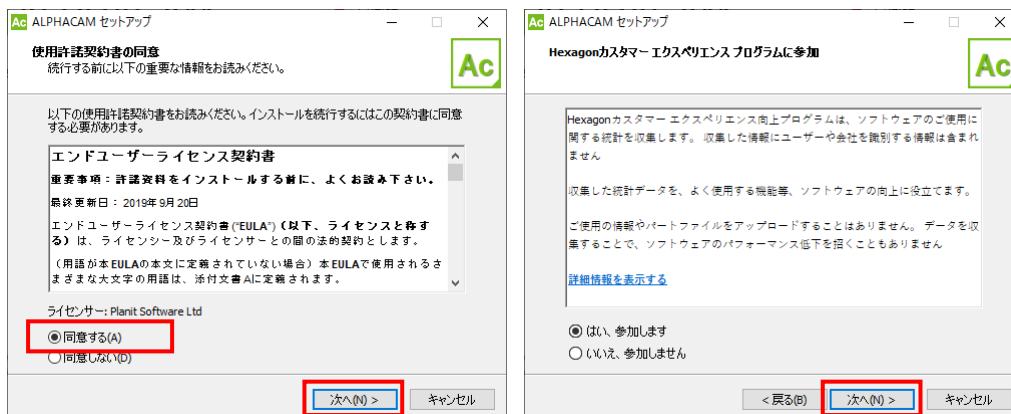 Ac ALPHACAM セットアップ
使用許諾契約書の同意
続行する前に以下の重要な情報をお読みください。
Ac
以下の使用許諾契約書をお読みください。インストールを続行するにはこの契約書に同意
する必要があります。
エンドユーザーライセンス契約書
重要事項：許諾資料をインストールする前に、よくお読み下さい。
最終更新日： 2019年9月20日
エンドユーザーライセンス契約書("EULA")（以下、ライセンスと称す
る）は、ライセンシー及びライセンサーとの間の法的契約とします。
（用語が本EULAの本文に定義されていない場合）本EULAで使用されるさ
まざまな大文字の用語は、添付文書Aに定義されます。
ライセンサー: Planit Software Ltd
同意する(A)
同意しない(D)
次へ(N) >
キャンセル
Ac ALPHACAM セットアップ
Hexagonカスタマー エクスペリエンス プログラムに参加
Ac
Hexagonカスタマー エクスペリエンス向上プログラムは、ソフトウェアのご使用に
関する統計を収集します。 収集した情報にユーザーや会社を識別する情報は含まれ
ません
収集した統計データを、よく使用する機能等、ソフトウェアの向上に役立てます。
ご使用の情報やパートファイルをアップロードすることはありません。 データを収
集することで、ソフトウェアのパフォーマンス低下を招くこともありません
詳細情報を表示する
はい、参加します
いいえ、参加しません
< 戻る(B)
次へ(N) >
キャンセル